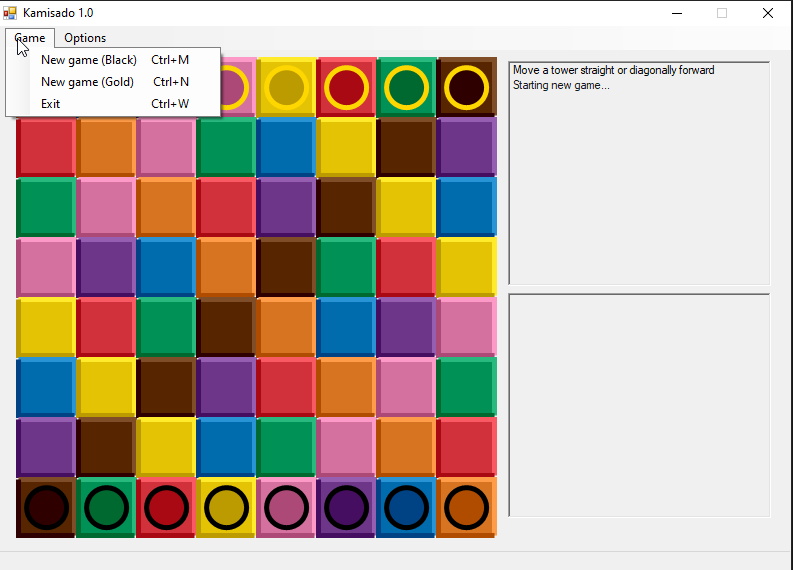 Kamisado 1.0
Game Options
New game (Black) Ctrl+M
New game (Gold) Ctrl+N
Exit Ctrl+W
Move a tower straight or diagonally forward
Starting new game...